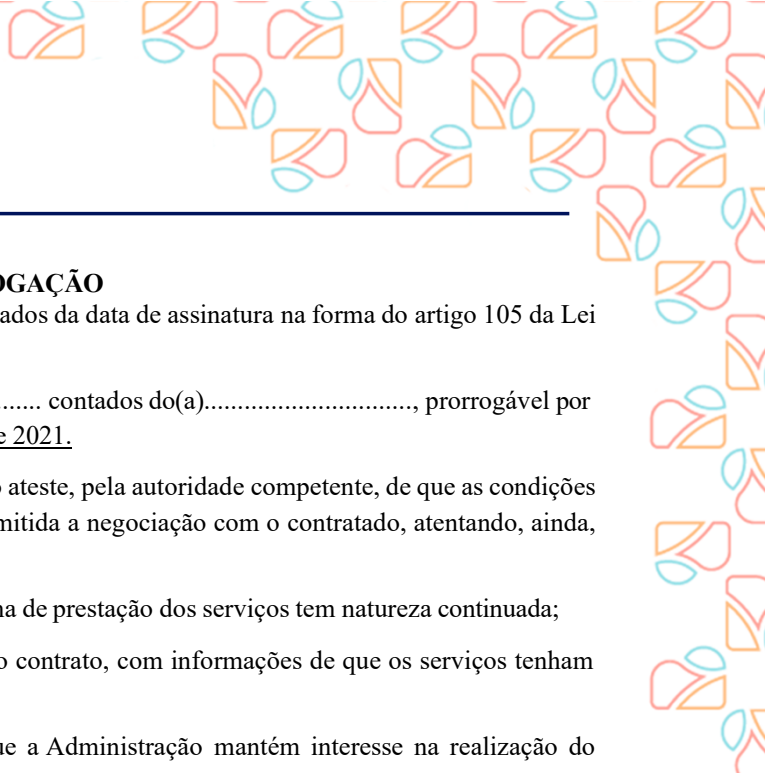 OGAÇÃO
ados da data de assinatura na forma do artigo 105 da Lei
....... contados do(a)................................, prorrogável por
e 2021.
o ateste, pela autoridade competente, de que as condições
mitida a negociação com o contratado, atentando, ainda,
na de prestação dos serviços tem natureza continuada;
o contrato, com informações de que os serviços tenham
ue a Administração mantém interesse na realização do